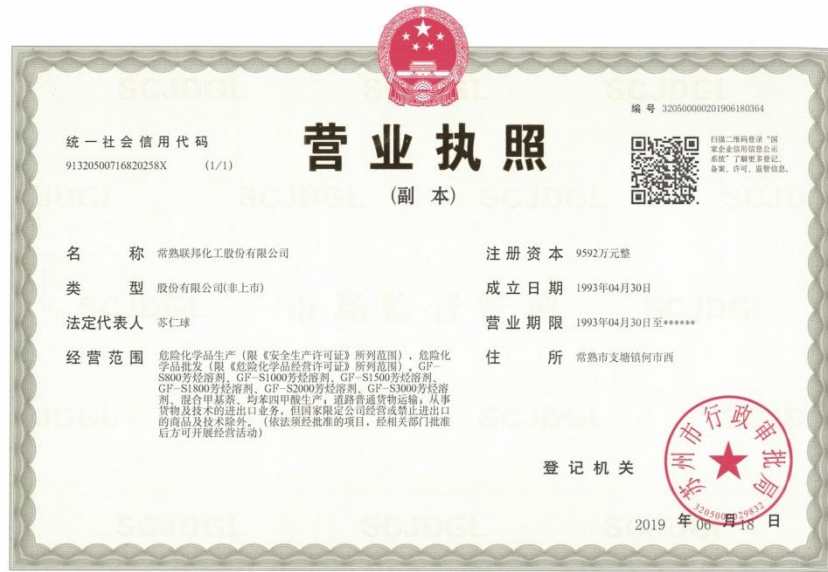 编 号 320500000201906180364
统一社会信用代码
91320500716820258X (1/1)
营业执照
(副 本)
扫描二维码登录“国
家企业信用信息公示
系统”了解更多登记、
备案、许可、监管信息。
名 称 常熟联邦化工股份有限公司
类 型 股份有限公司(非上市)
法定代表人 苏仁球
经营范围 危险化学品生产（限《安全生产许可证》所列范围），危险化
学品批发（限《危险化学品经营许可证》所列范围）。GF-
S800芳烃溶剂、GF-S1000芳烃溶剂、GF-S1500芳烃溶剂、
GF-S1800芳烃溶剂、GF-S2000芳烃溶剂、GF-S3000芳烃溶
剂、混合甲基萘、均苯四甲酸生产；道路普通货物运输；从事
货物及技术的进出口业务，但国家限定公司经营或禁止进出口
的商品及技术除外。（依法须经批准的项目，经相关部门批准
后方可开展经营活动）
注册资本 9592万元整
成立日期 1993年04月30日
营业期限 1993年04月30日至******
住 所 常熟市支塘镇何市西
登记机关
苏州市行政审批局
3205000029832
2019 年 06 月 18 日
SCJDGL
市场监督管理